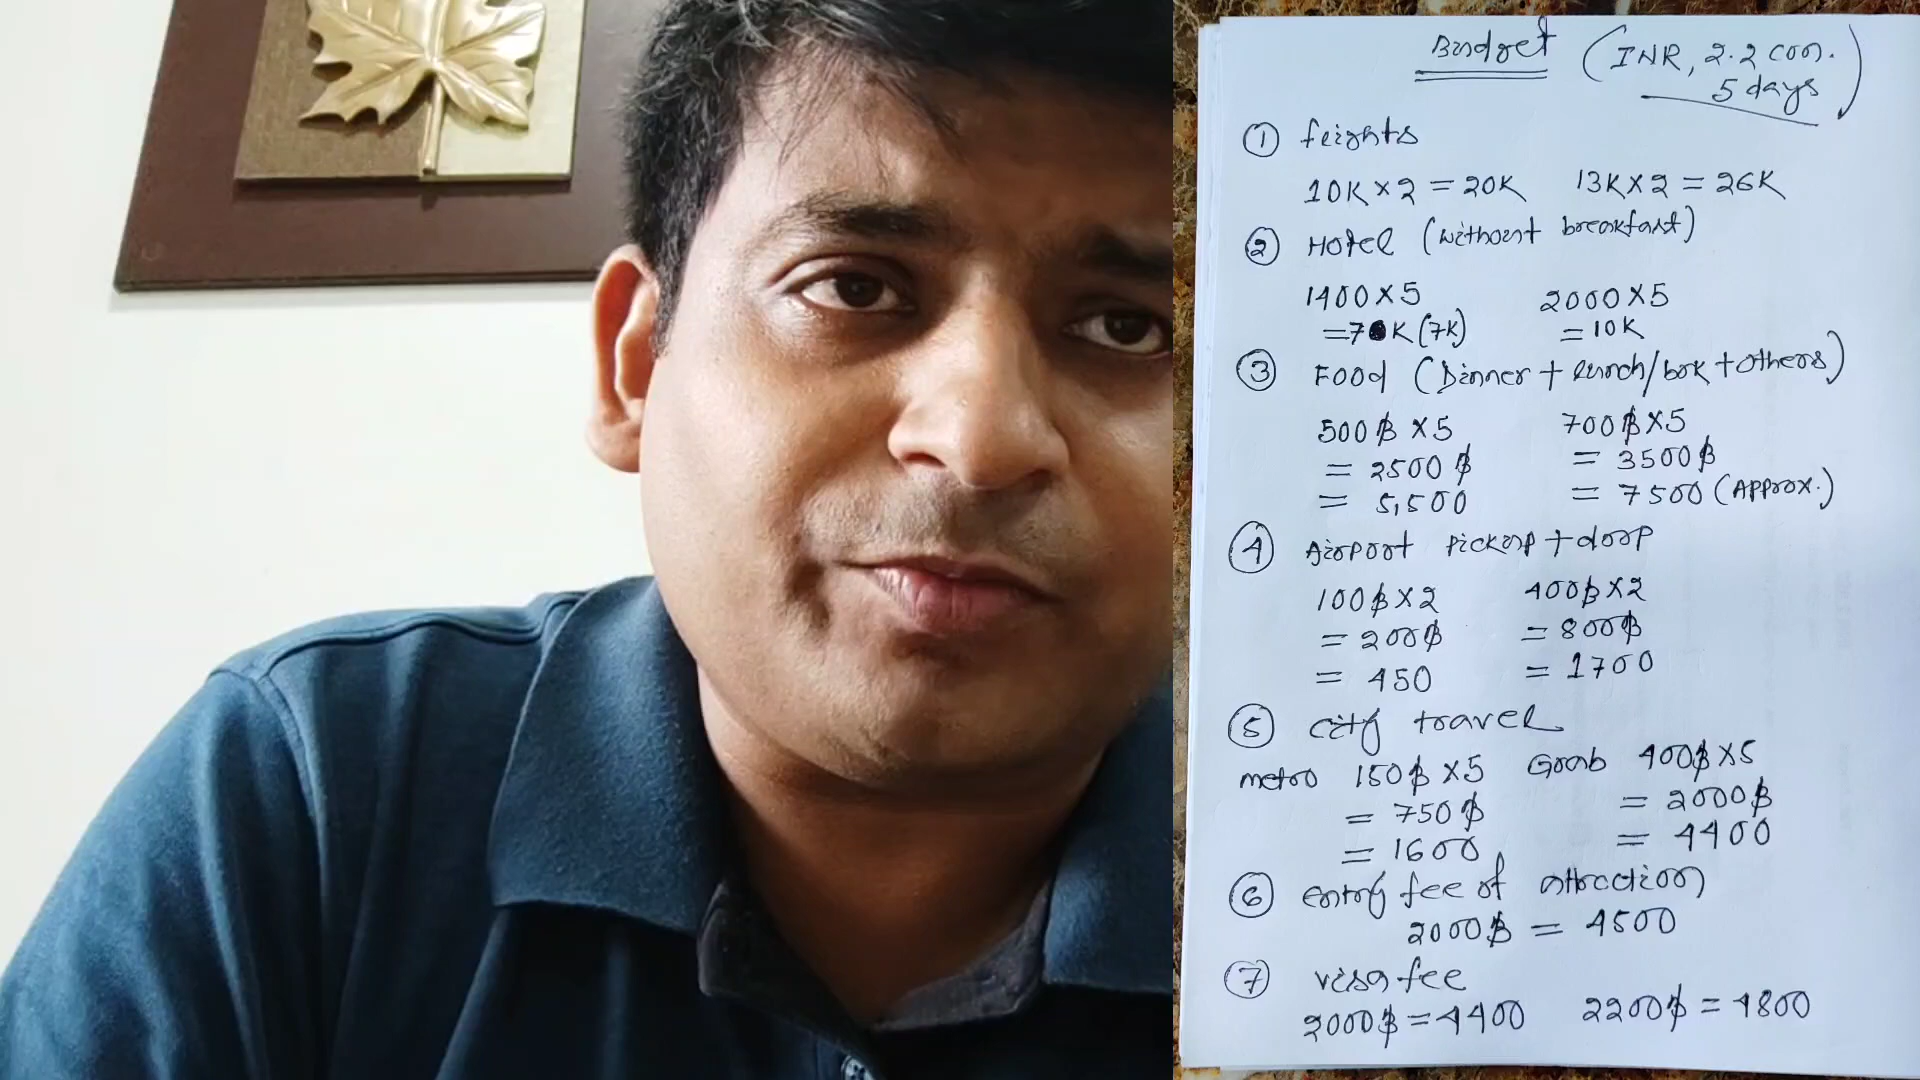 Budget (INR, 2.2 con.
5 days)
① flights
10K × 2 = 20K 13K × 2 = 26K
② Hotel (without breakfast)
1400 × 5 2000 × 5
= 7 K (7K) = 10K
③ Food (Dinner + lunch/bok + others)
500฿ × 5 700฿ × 5
= 2500฿ = 3500฿
= 5,500 = 7500 (Approx.)
④ Airport Pickup + drop
100฿ × 2 400฿ × 2
= 200฿ = 800฿
= 450 = 1700
⑤ city travel
metro 150฿ × 5 Grab 400฿ × 5
= 750฿ = 2000฿
= 1600 = 4400
⑥ entry fee of attraction
2000฿ = 4500
⑦ visa fee
2000฿ = 4400 2200฿ = 4800